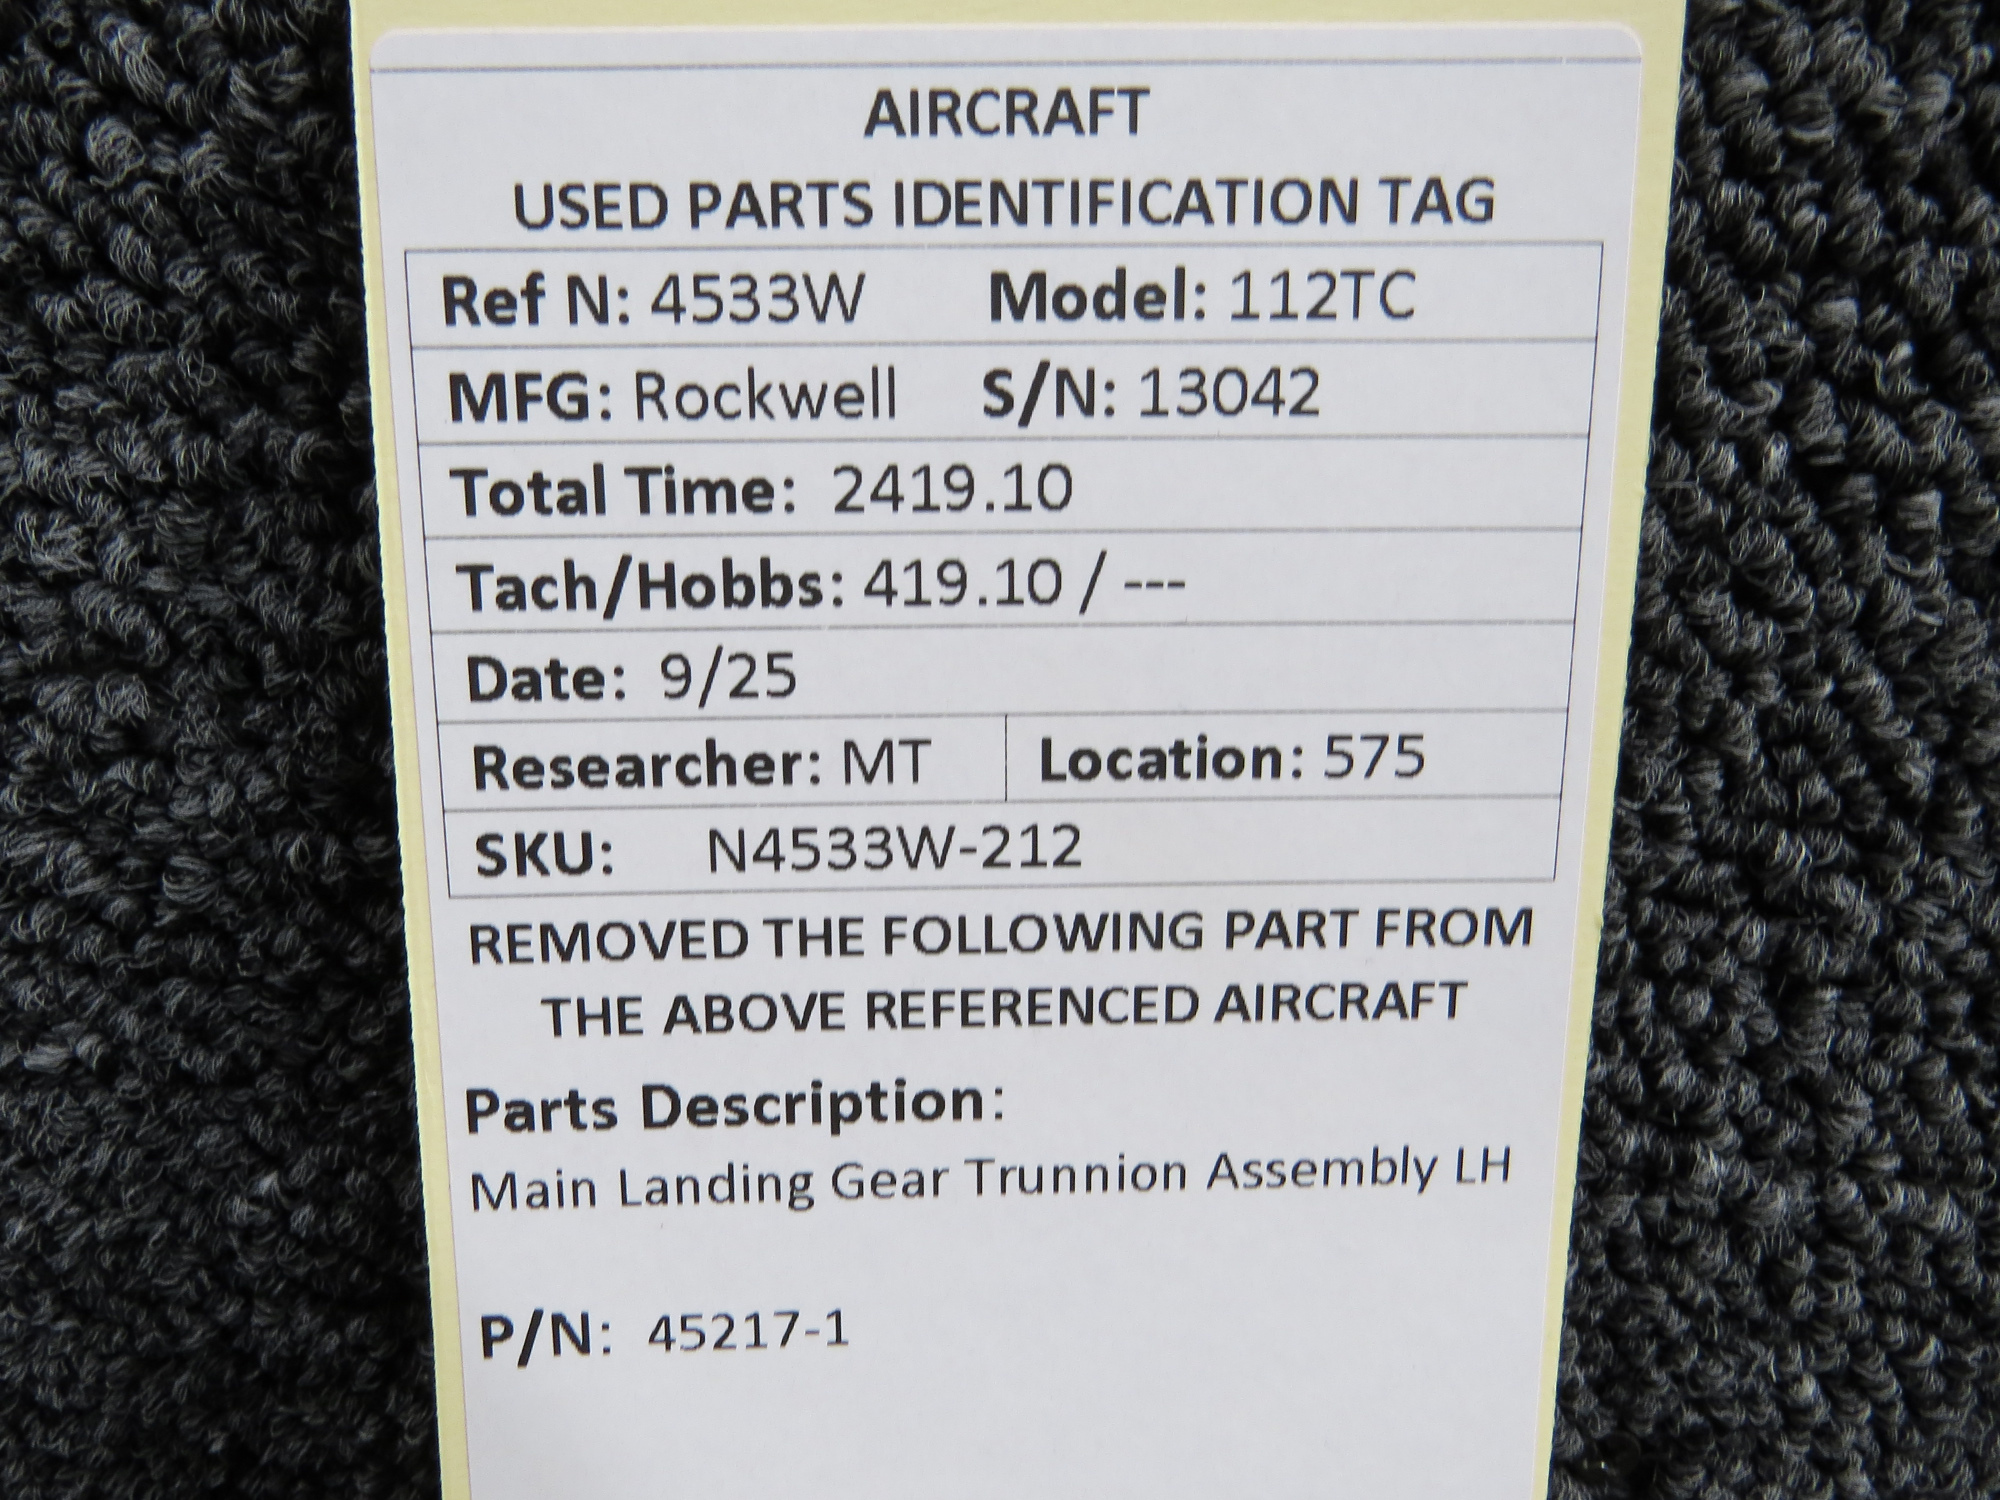 AIRCRAFT
USED PARTS IDENTIFICATION TAG
Ref N: 4533W Model: 112TC
MFG: Rockwell S/N: 13042
Total Time: 2419.10
Tach/Hobbs: 419.10 / ---
Date: 9/25
Researcher: MT Location: 575
SKU: N4533W-212
REMOVED THE FOLLOWING PART FROM
THE ABOVE REFERENCED AIRCRAFT
Parts Description:
Main Landing Gear Trunnion Assembly LH
P/N: 45217-1